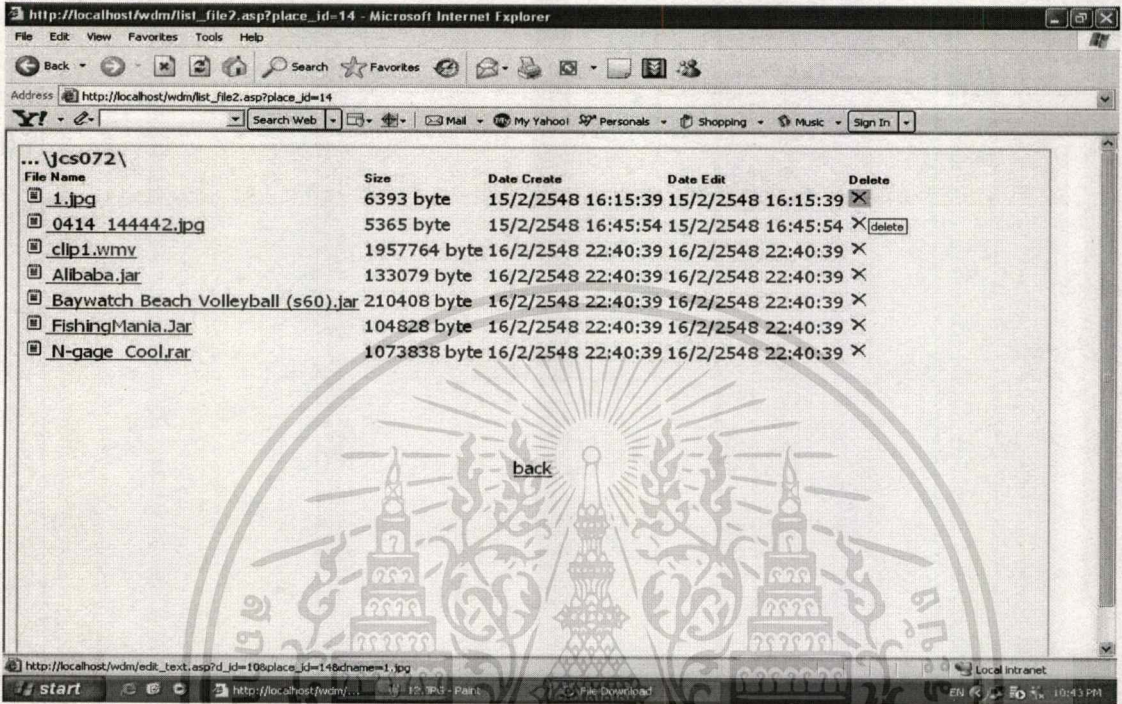 http://localhost/wdm/list_file2.asp?place_id=14 - Microsoft Internet Explorer
File Edit View Favorites Tools Help
Back Search Favorites
Address http://localhost/wdm/list_file2.asp?place_id=14
Y! Search Web Mail My Yahoo! Personals Shopping Music Sign In
...\jcs072\
File Name Size Date Create Date Edit Delete
1.jpg 6393 byte 15/2/2548 16:15:39 15/2/2548 16:15:39
0414_144442.jpg 5365 byte 15/2/2548 16:45:54 15/2/2548 16:45:54 delete
clip1.wmv 1957764 byte 16/2/2548 22:40:39 16/2/2548 22:40:39
Alibaba.jar 133079 byte 16/2/2548 22:40:39 16/2/2548 22:40:39
Baywatch Beach Volleyball (s60).jar 210408 byte 16/2/2548 22:40:39 16/2/2548 22:40:39
FishingMania.Jar 104828 byte 16/2/2548 22:40:39 16/2/2548 22:40:39
N-gage Cool.rar 1073838 byte 16/2/2548 22:40:39 16/2/2548 22:40:39
back
http://localhost/wdm/edit_text.asp?d_id=10&place_id=14&dname=1.jpg Local intranet
start http://localhost/wdm/... 12.JPG - Paint File Download EN 10:43 PM